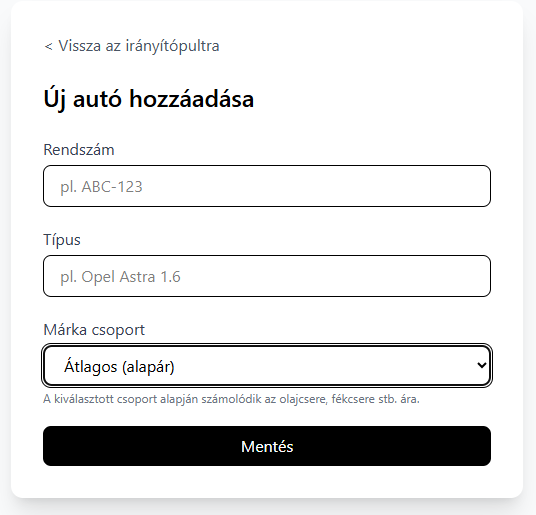 < Vissza az irányítópultra
Új autó hozzáadása
Rendszám
pl. ABC-123
Típus
pl. Opel Astra 1.6
Márka csoport
Átlagos (alapár)
A kiválasztott csoport alapján számolódik az olajcsere, fékcsere stb. ára.
Mentés